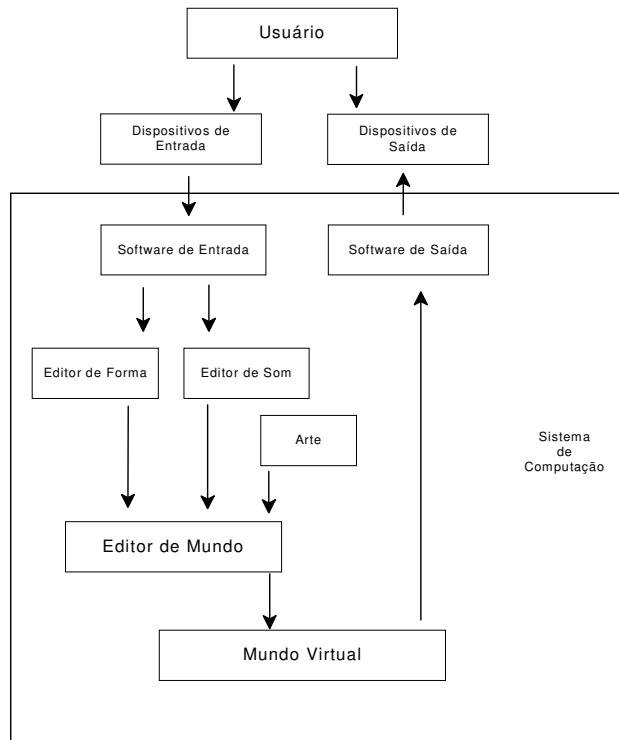 Usuário
Dispositivos de
Entrada
Dispositivos de
Saída
Software de Entrada
Software de Saída
Editor de Forma
Editor de Som
Arte
Sistema
de
Computação
Editor de Mundo
Mundo Virtual